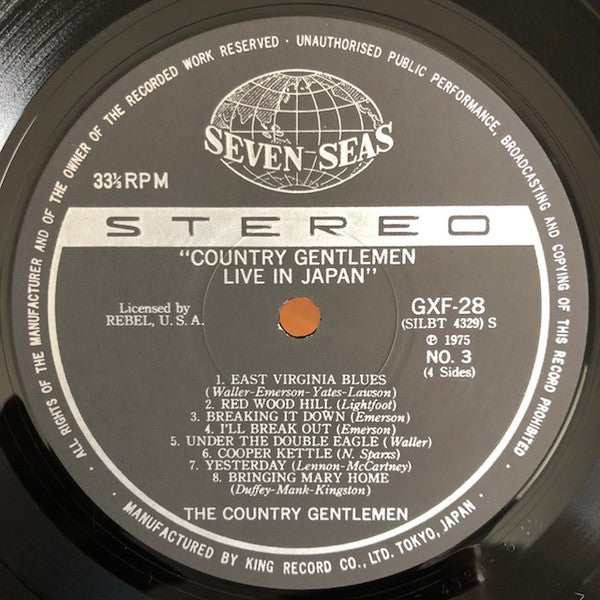 ALL RIGHTS OF THE MANUFACTURER AND OF THE OWNER OF THE RECORDED WORK RESERVED · UNAUTHORISED PUBLIC PERFORMANCE, BROADCASTING AND COPYING OF THIS RECORD PROHIBITED ·
SEVEN SEAS
33⅓ RPM
STEREO
"COUNTRY GENTLEMEN
LIVE IN JAPAN"
Licensed by
REBEL, U.S.A.
GXF-28
(SILBT 4329) S
Ⓟ 1975
NO. 3
(4 Sides)
1. EAST VIRGINIA BLUES
(Waller-Emerson-Yates-Lawson)
2. RED WOOD HILL (Lightfoot)
3. BREAKING IT DOWN (Emerson)
4. I'LL BREAK OUT (Emerson)
5. UNDER THE DOUBLE EAGLE (Waller)
6. COOPER KETTLE (N. Sparxs)
7. YESTERDAY (Lennon-McCartney)
8. BRINGING MARY HOME
(Duffey-Mank-Kingston)
THE COUNTRY GENTLEMEN
MANUFACTURED BY KING RECORD CO., LTD. TOKYO, JAPAN ·